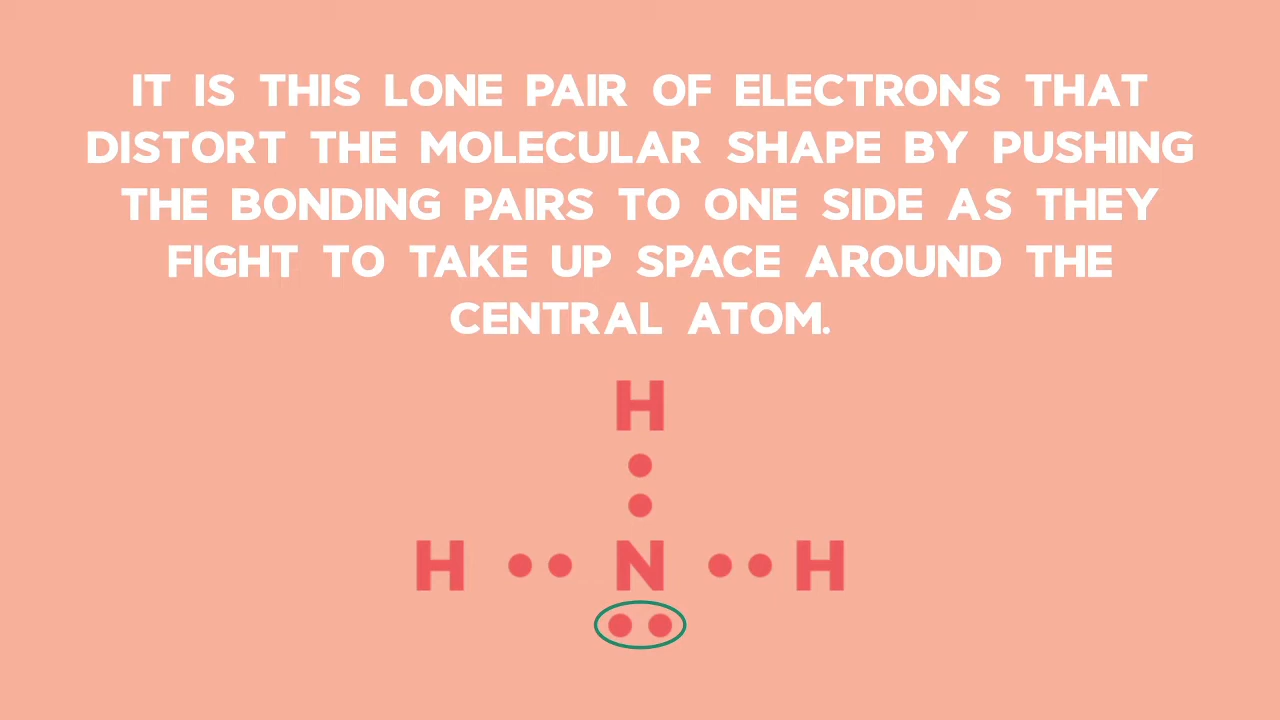 IT IS THIS LONE PAIR OF ELECTRONS THAT
DISTORT THE MOLECULAR SHAPE BY PUSHING
THE BONDING PAIRS TO ONE SIDE AS THEY
FIGHT TO TAKE UP SPACE AROUND THE
CENTRAL ATOM.
H
H N H